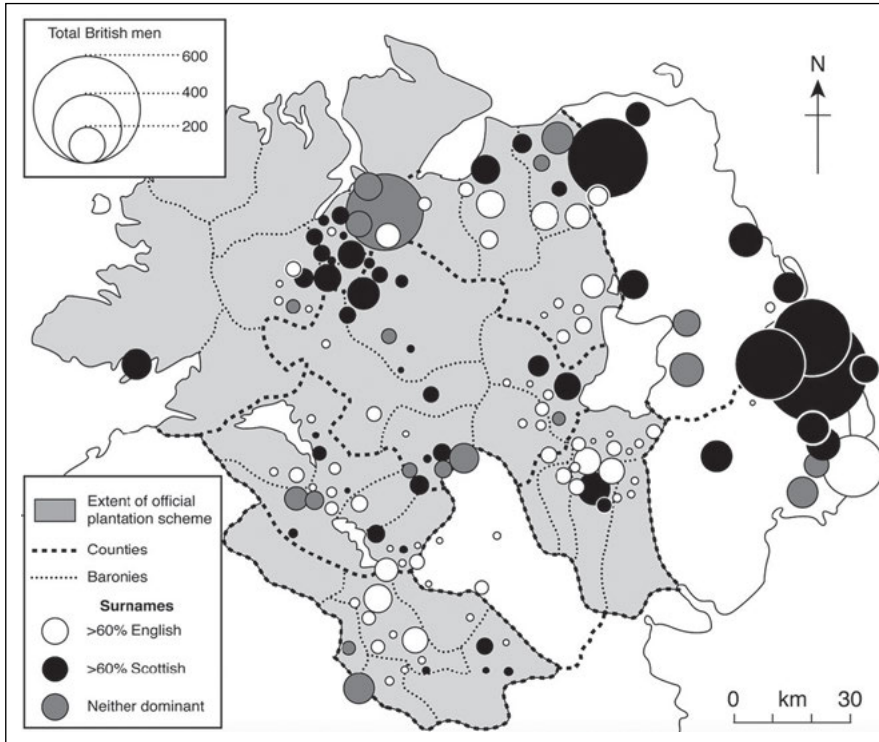 Total British men
600
400
200
N
Extent of official
plantation scheme
Counties
Baronies
Surnames
>60% English
>60% Scottish
Neither dominant
0 km 30